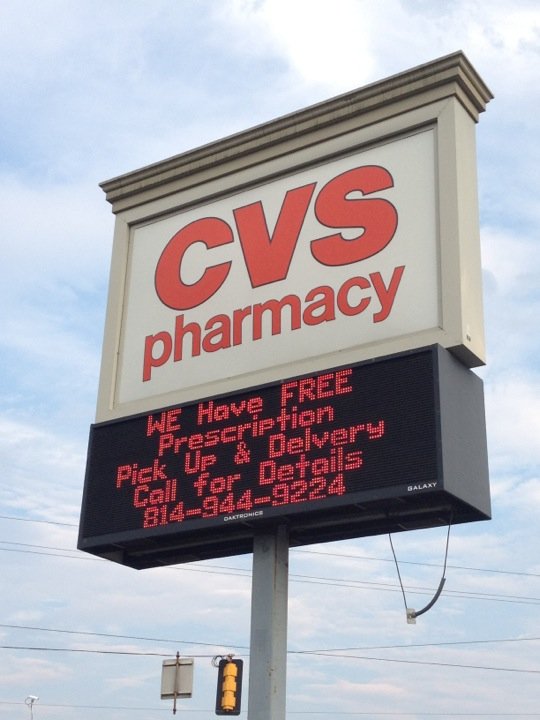 CVS
pharmacy
WE Have FREE
Prescription
Pick Up & Delvery
Call for Details
814-944-9224
DAKTRONICS
GALAXY